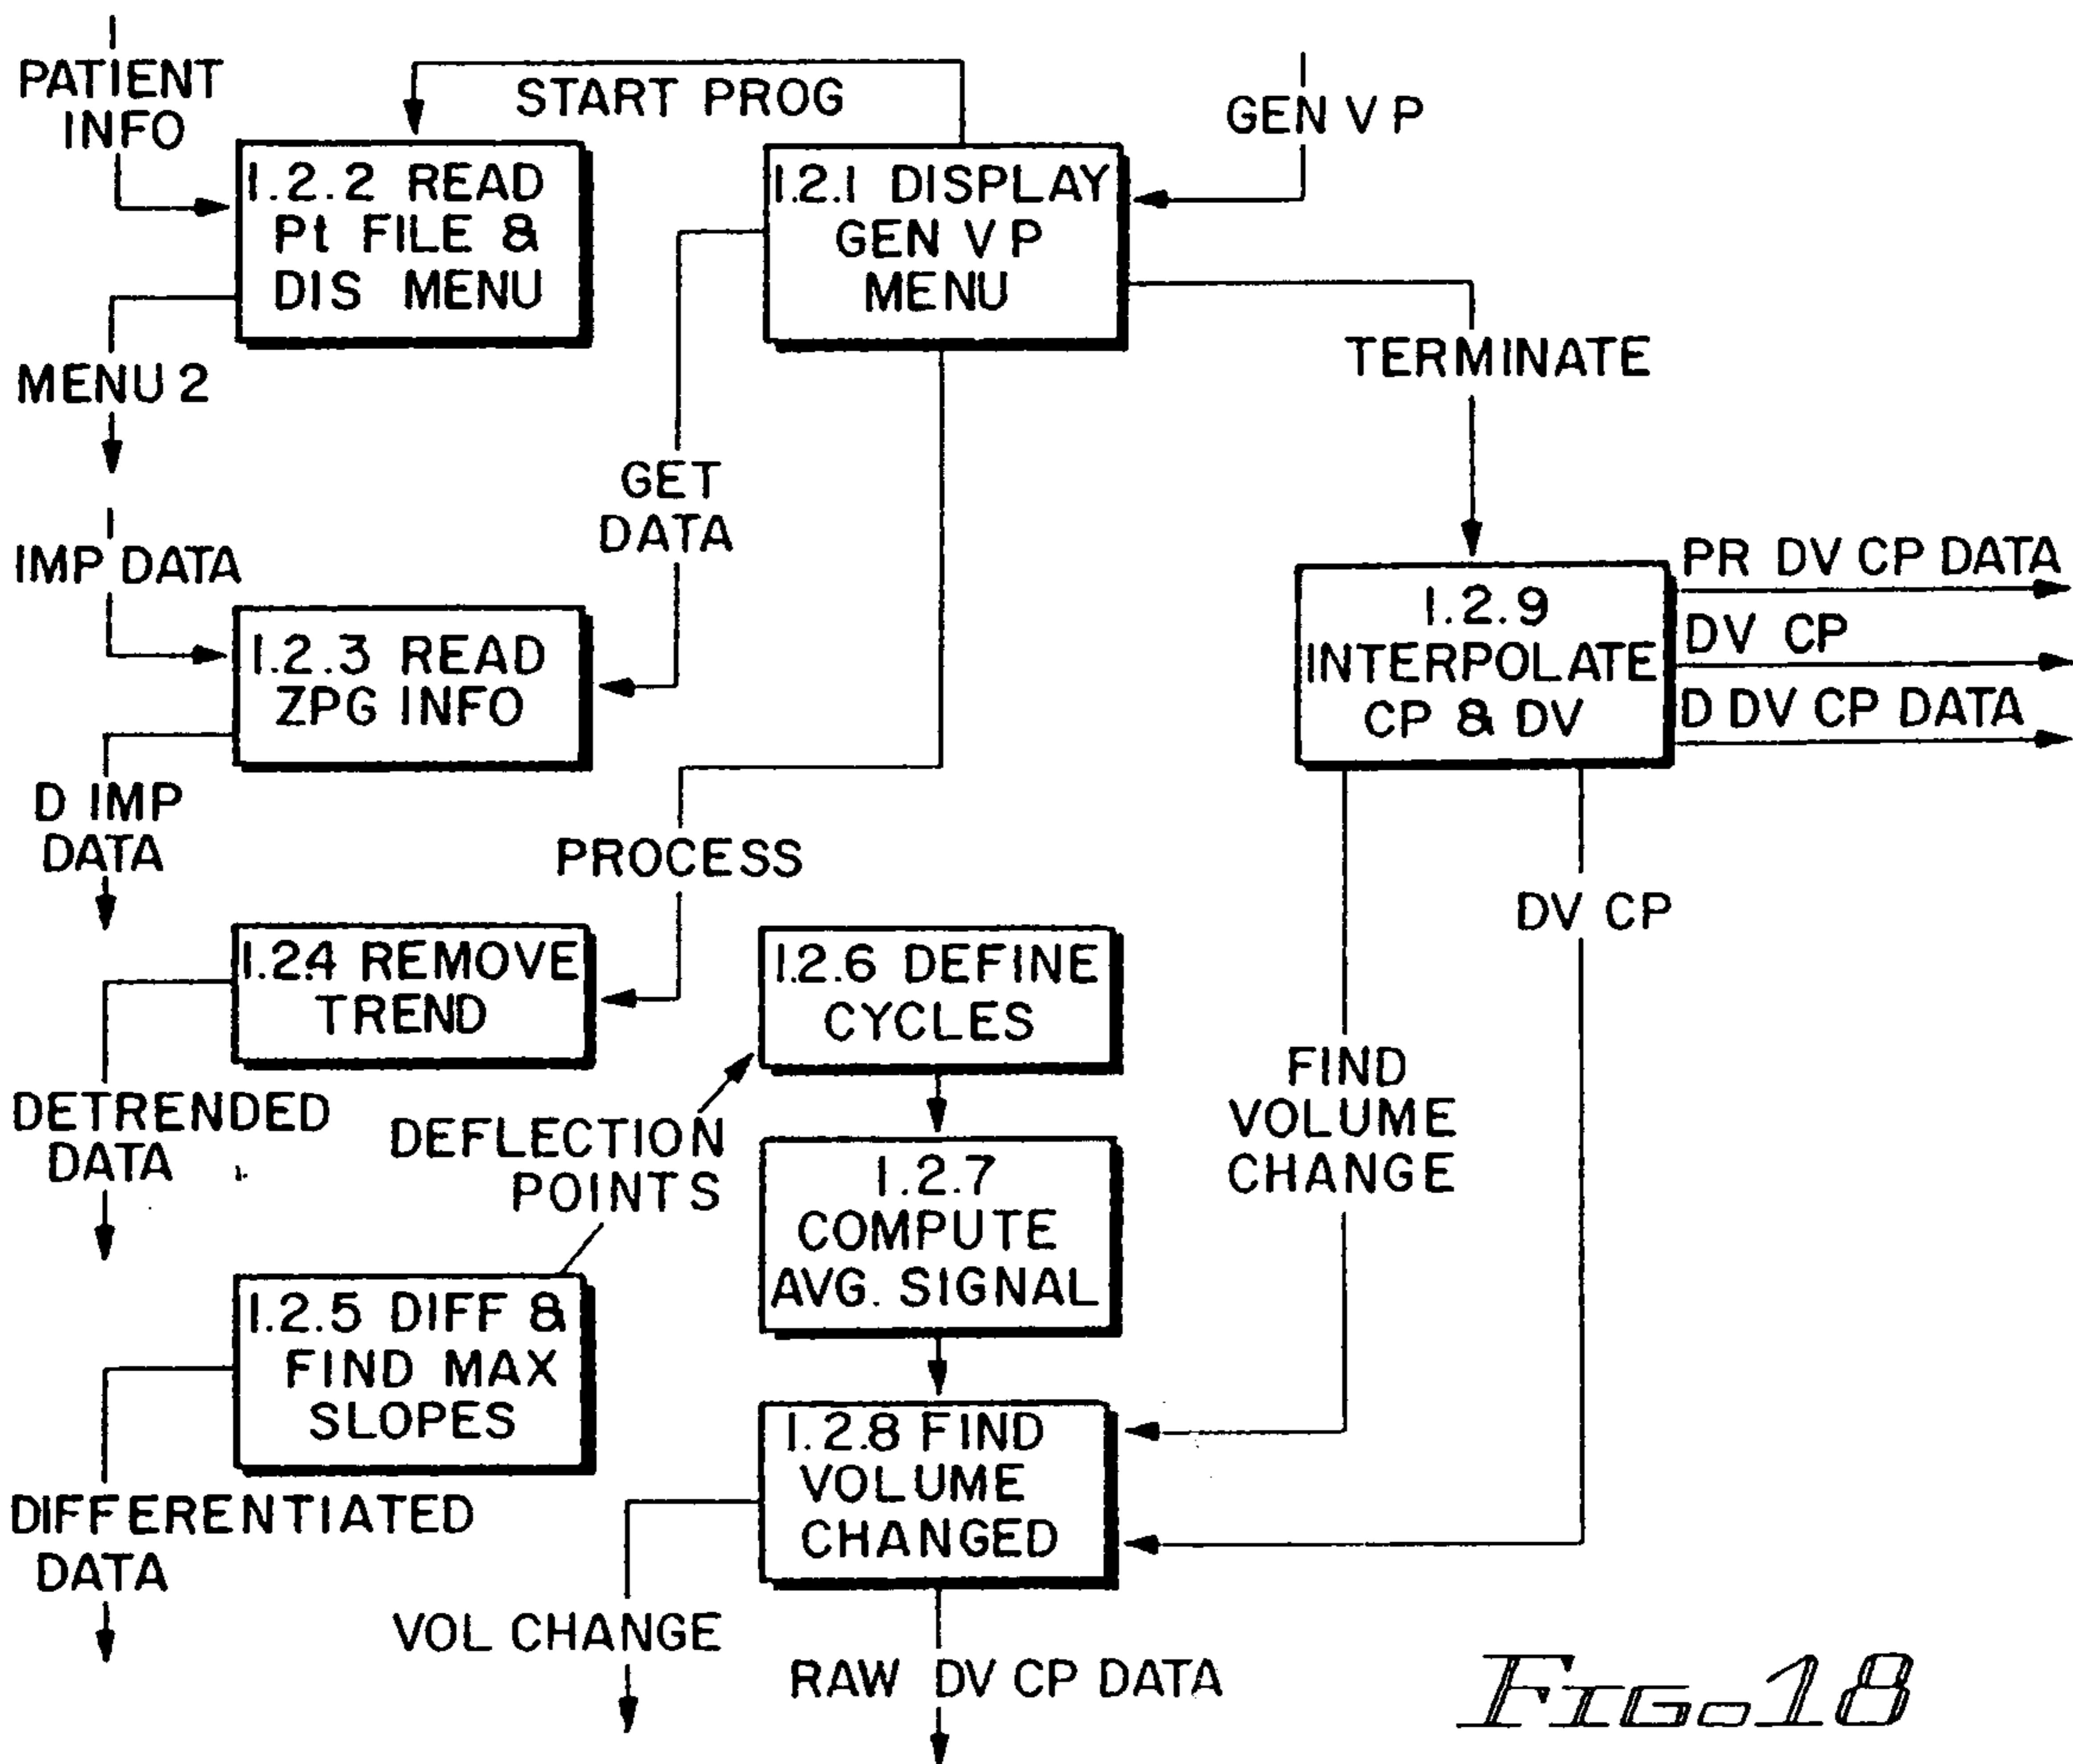 PATIENT
INFO
START PROG
GEN V P
1.2.2 READ
Pt FILE &
DIS MENU
1.2.1 DISPLAY
GEN V P
MENU
MENU 2
TERMINATE
GET
DATA
IMP DATA
1.2.3 READ
ZPG INFO
1.2.9
INTERPOLATE
CP & DV
PR DV CP DATA
DV CP
D DV CP DATA
D IMP
DATA
PROCESS
DV CP
1.2.4 REMOVE
TREND
1.2.6 DEFINE
CYCLES
FIND
VOLUME
CHANGE
DETRENDED
DATA
DEFLECTION
POINTS
1.2.7
COMPUTE
AVG. SIGNAL
1.2.5 DIFF &
FIND MAX
SLOPES
1.2.8 FIND
VOLUME
CHANGED
DIFFERENTIATED
DATA
VOL CHANGE
RAW DV CP DATA
FIG. 18